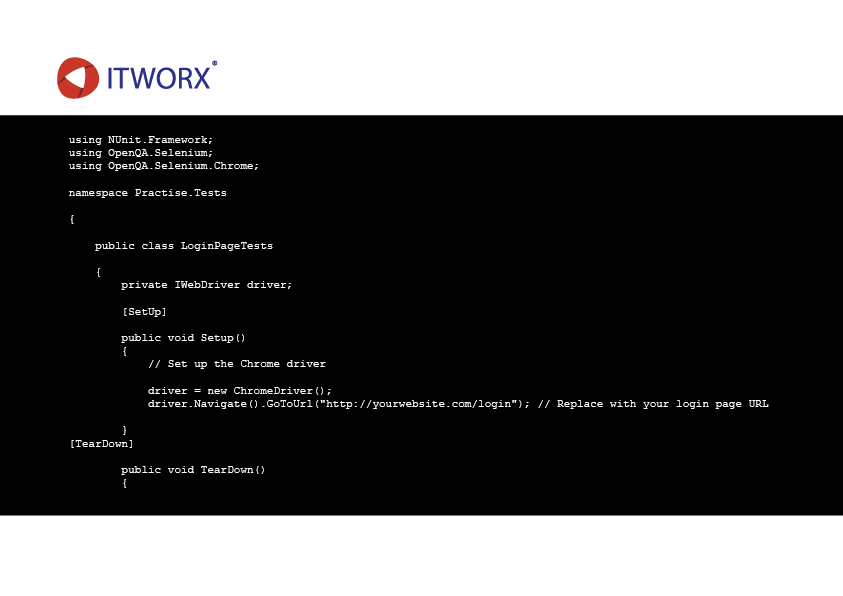 ITWORX®
using NUnit.Framework;
using OpenQA.Selenium;
using OpenQA.Selenium.Chrome;
namespace Practise.Tests
{
public class LoginPageTests
{
private IWebDriver driver;
[SetUp]
public void Setup()
{
// Set up the Chrome driver
driver = new ChromeDriver();
driver.Navigate().GoToUrl("http://yourwebsite.com/login"); // Replace with your login page URL
}
[TearDown]
public void TearDown()
{